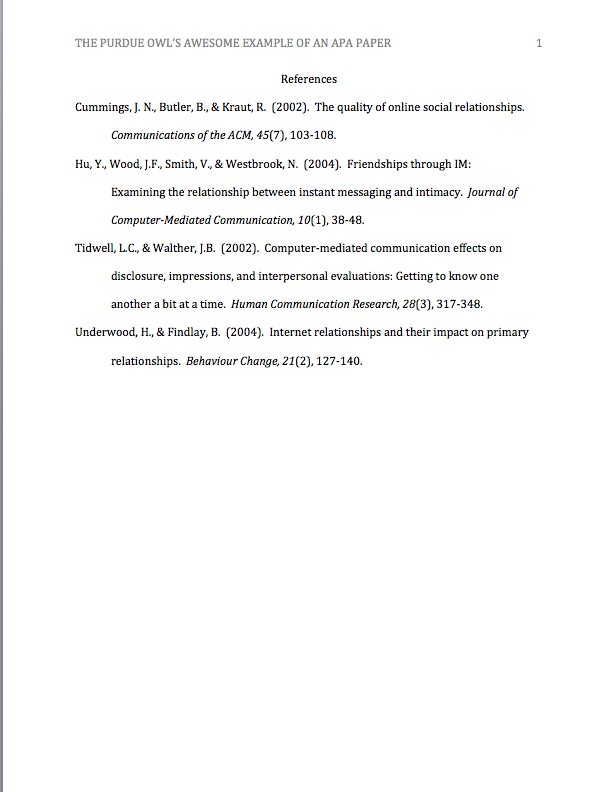 THE PURDUE OWL'S AWESOME EXAMPLE OF AN APA PAPER 1
References
Cummings, J. N., Butler, B., & Kraut, R.  (2002).  The quality of online social relationships.
Communications of the ACM, 45(7), 103-108.
Hu, Y., Wood, J.F., Smith, V., & Westbrook, N.  (2004).  Friendships through IM:
Examining the relationship between instant messaging and intimacy.  Journal of
Computer-Mediated Communication, 10(1), 38-48.
Tidwell, L.C., & Walther, J.B.  (2002).  Computer-mediated communication effects on
disclosure, impressions, and interpersonal evaluations: Getting to know one
another a bit at a time.  Human Communication Research, 28(3), 317-348.
Underwood, H., & Findlay, B.  (2004).  Internet relationships and their impact on primary
relationships.  Behaviour Change, 21(2), 127-140.